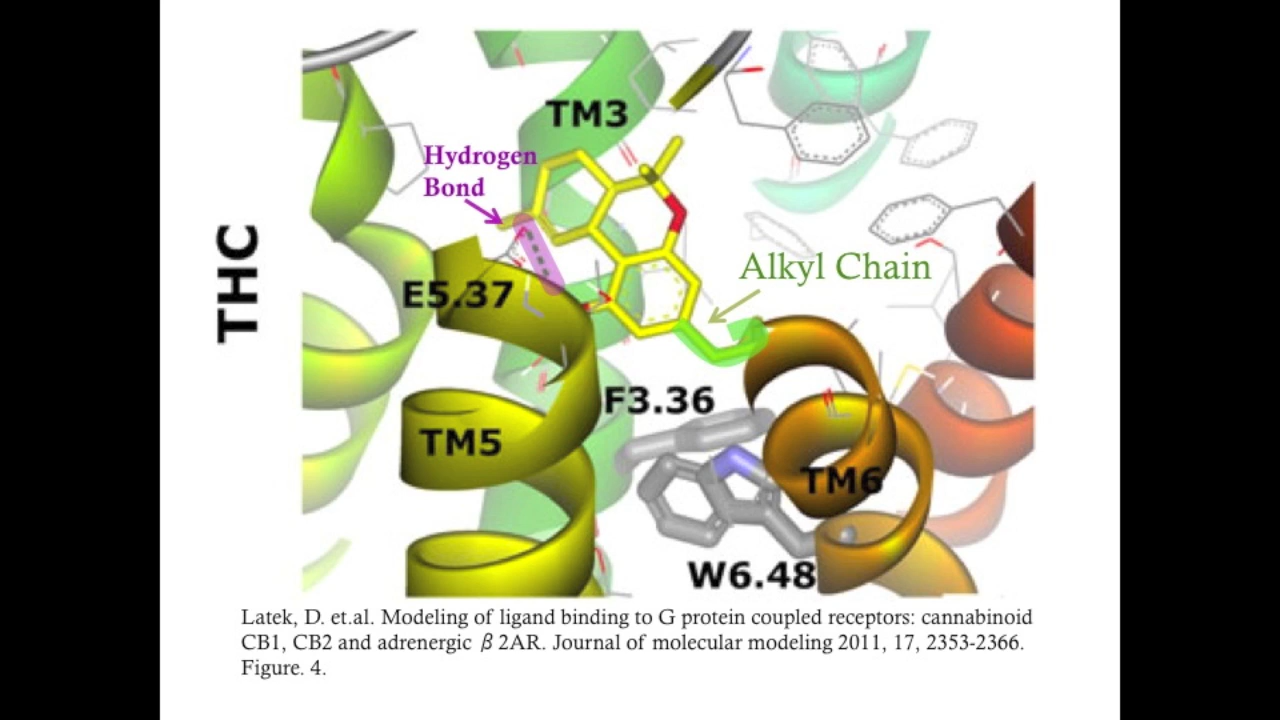 TM3
Hydrogen
Bond
THC
Alkyl Chain
E5.37
F3.36
TM5
TM6
W6.48
Latek, D. et.al. Modeling of ligand binding to G protein coupled receptors: cannabinoid
CB1, CB2 and adrenergic β 2AR. Journal of molecular modeling 2011, 17, 2353-2366.
Figure. 4.